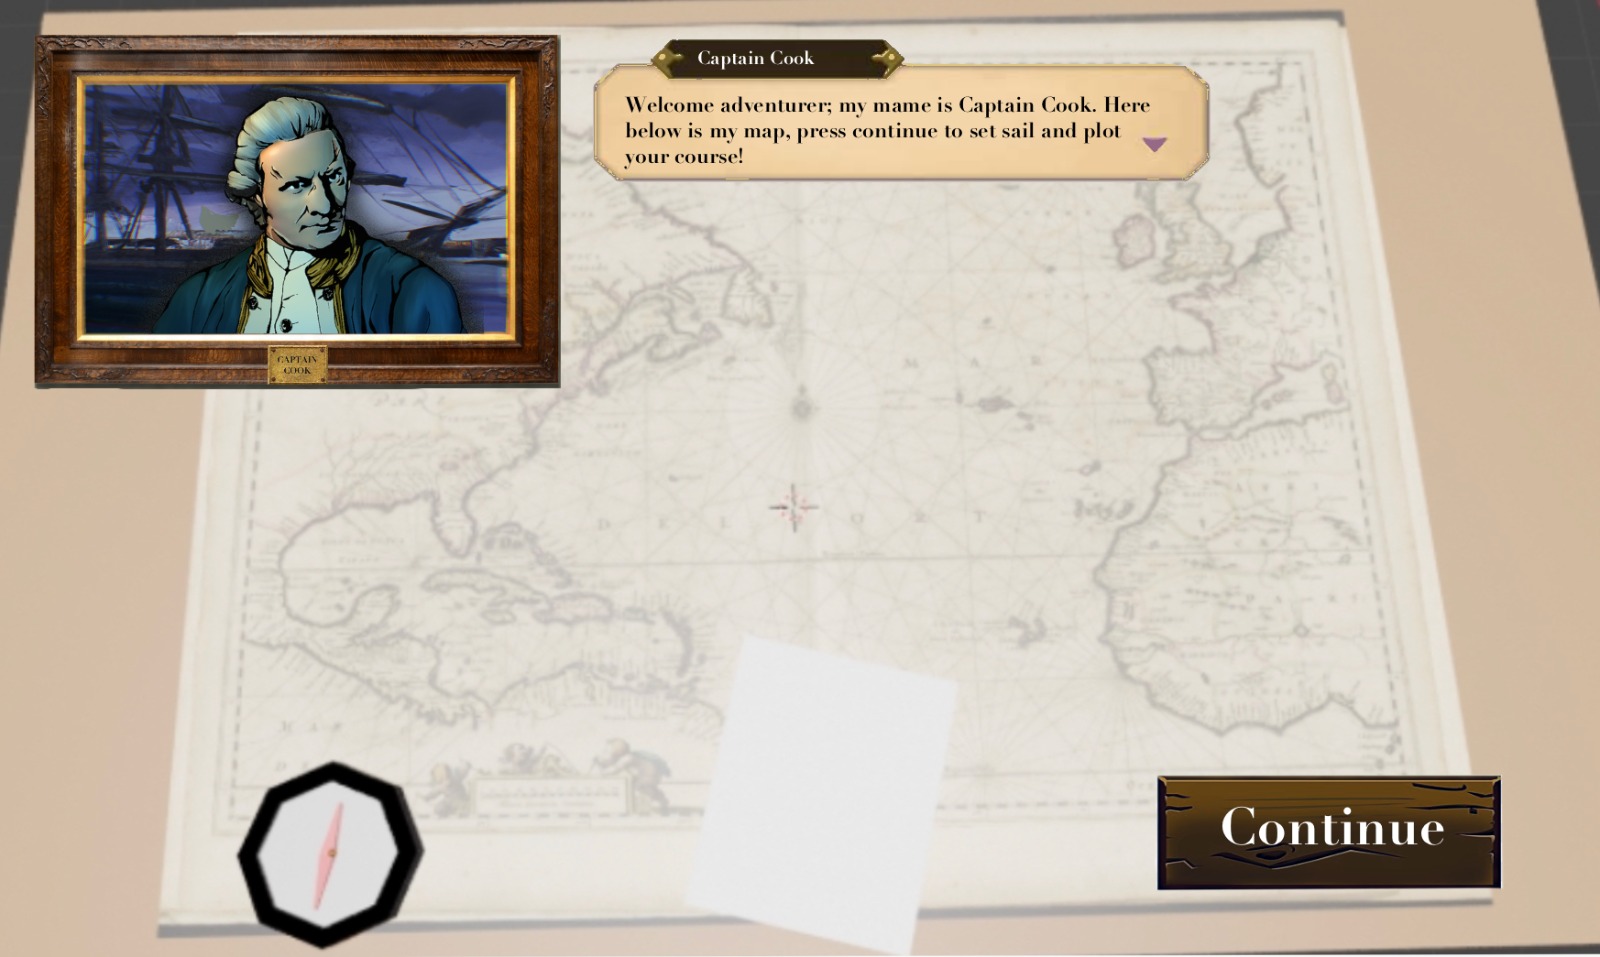 Captain Cook
Welcome adventurer; my mame is Captain Cook. Here
below is my map, press continue to set sail and plot
your course!
CAPTAIN
COOK
Continue